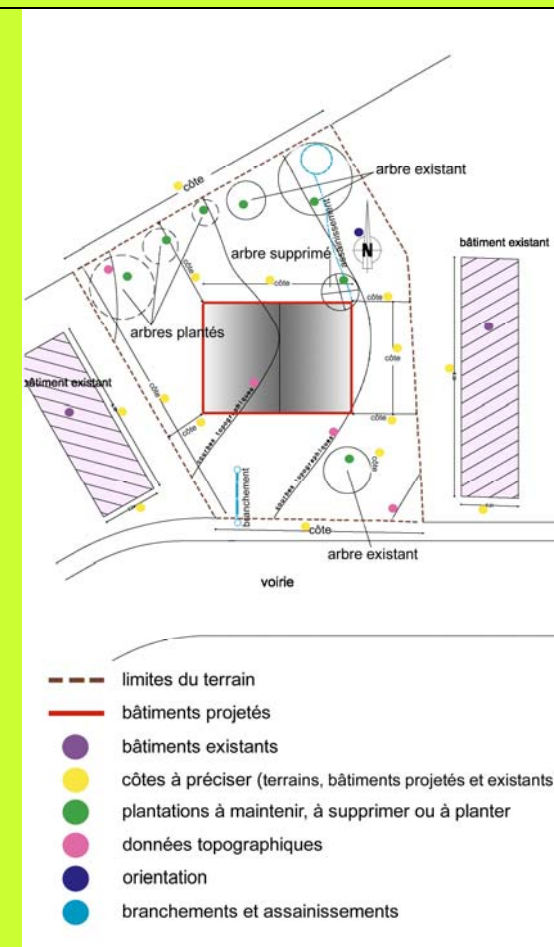 côte
arbre existant
assainissement
N
arbre supprimé
bâtiment existant
côte
côte
côte
arbres plantés
côte
bâtiment existant
côte
côte
côte
courbes topographiques
courbes topographiques
côte
branchement
côte
arbre existant
voirie
limites du terrain
bâtiments projetés
bâtiments existants
côtes à préciser (terrains, bâtiments projetés et existants
plantations à maintenir, à supprimer ou à planter
données topographiques
orientation
branchements et assainissements